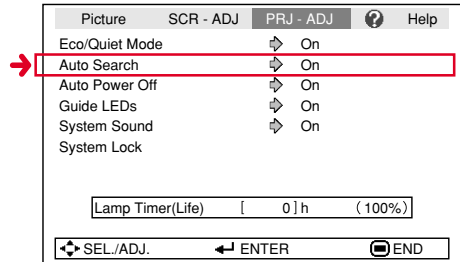 Picture SCR - ADJ PRJ - ADJ ? Help
Eco/Quiet Mode On
Auto Search On
Auto Power Off On
Guide LEDs On
System Sound On
System Lock
Lamp Timer(Life) [ 0 ] h (100%)
SEL./ADJ. ENTER END